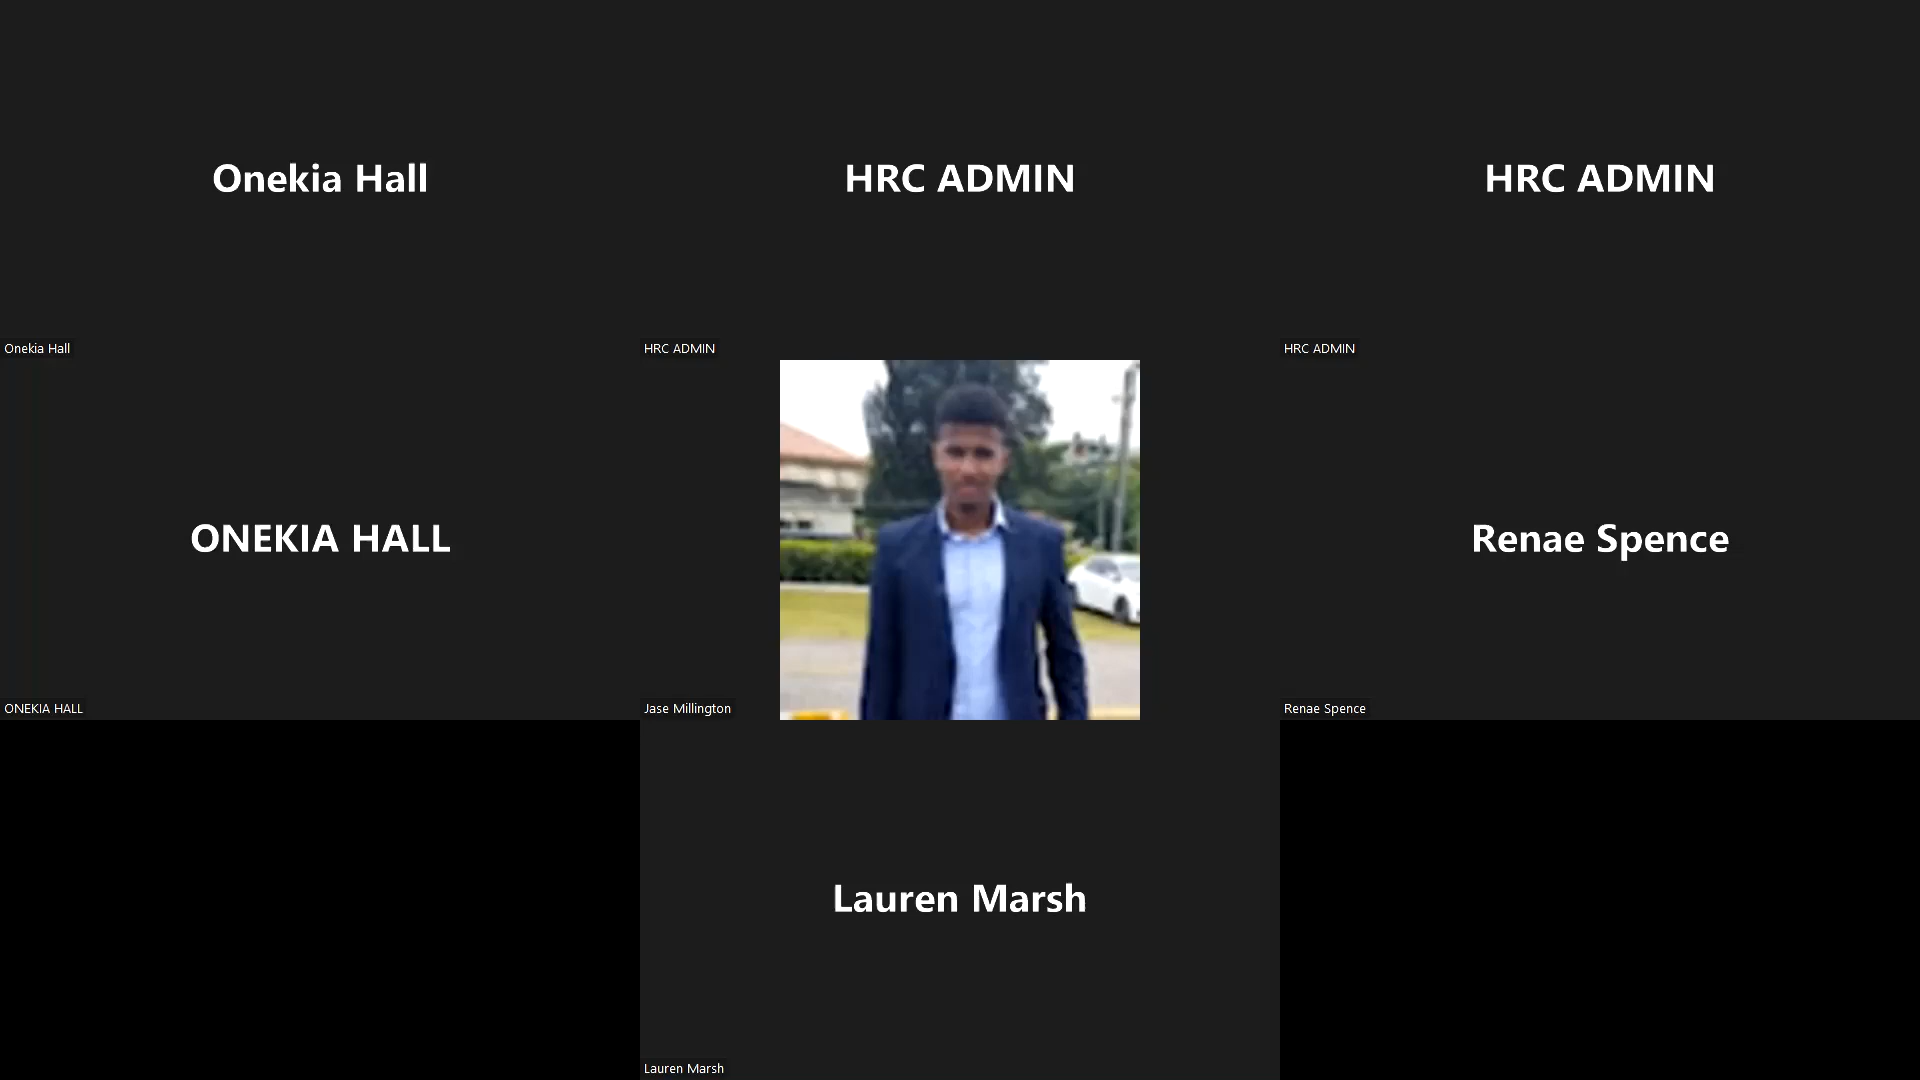 Onekia Hall
HRC ADMIN
HRC ADMIN
Onekia Hall
HRC ADMIN
HRC ADMIN
ONEKIA HALL
Renae Spence
ONEKIA HALL
Jase Millington
Renae Spence
Lauren Marsh
Lauren Marsh